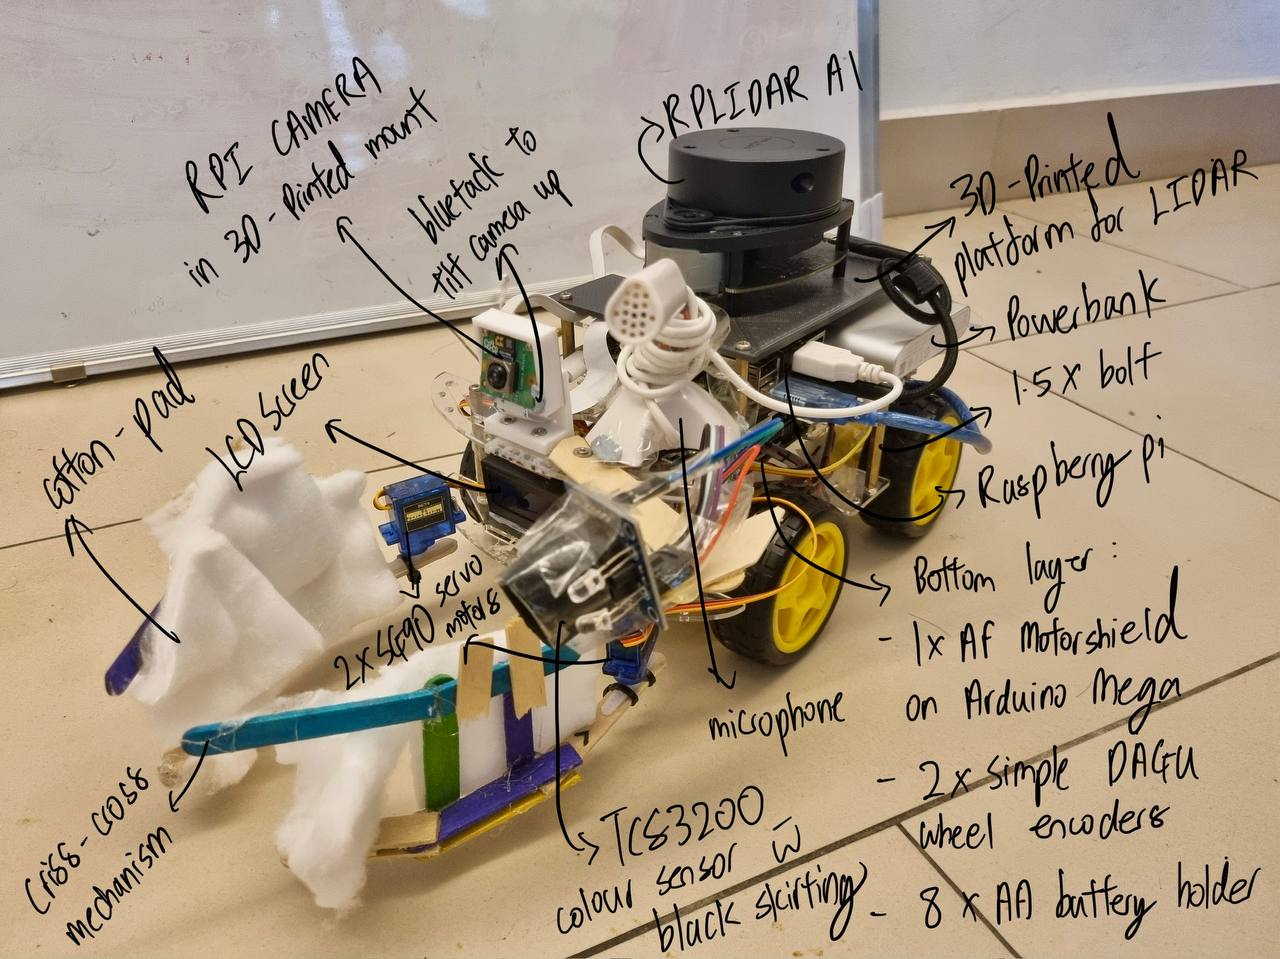 RPI CAMERA
in 3D-Printed mount
bluetack to
tilt camera up
RPLIDAR A1
3D-Printed
platform for LIDAR
Powerbank
1.5x bolt
Raspberry pi
cotton-pad
LCD Screen
2x SG90 servo
motors
Bottom layer:
- 1x AF Motorshield
on Arduino Mega
- 2x simple DAGU
wheel encoders
- 8x AA battery holder
microphone
criss-cross
mechanism
TCS3200
colour sensor w̄
black skirting